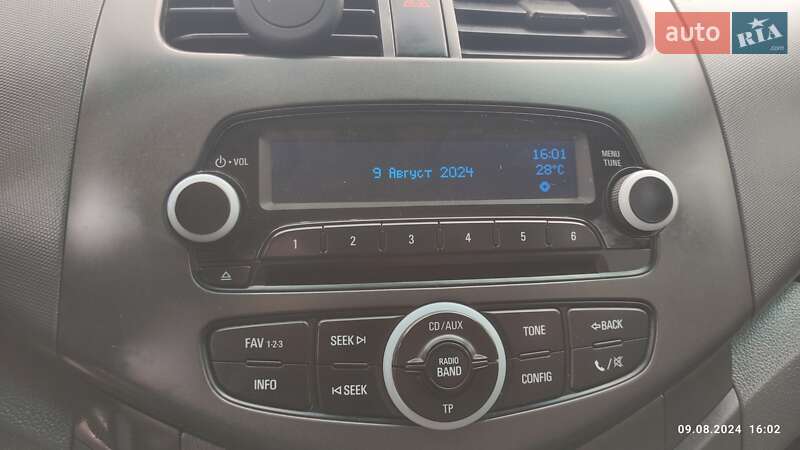 auto RIA .com
VOL
9 Август 2024
16:01
28°C
MENU
TUNE
1 2 3 4 5 6
FAV 1-2-3
SEEK
CD/AUX
TONE
BACK
RADIO
BAND
INFO
SEEK
TP
CONFIG
09.08.2024 16:02